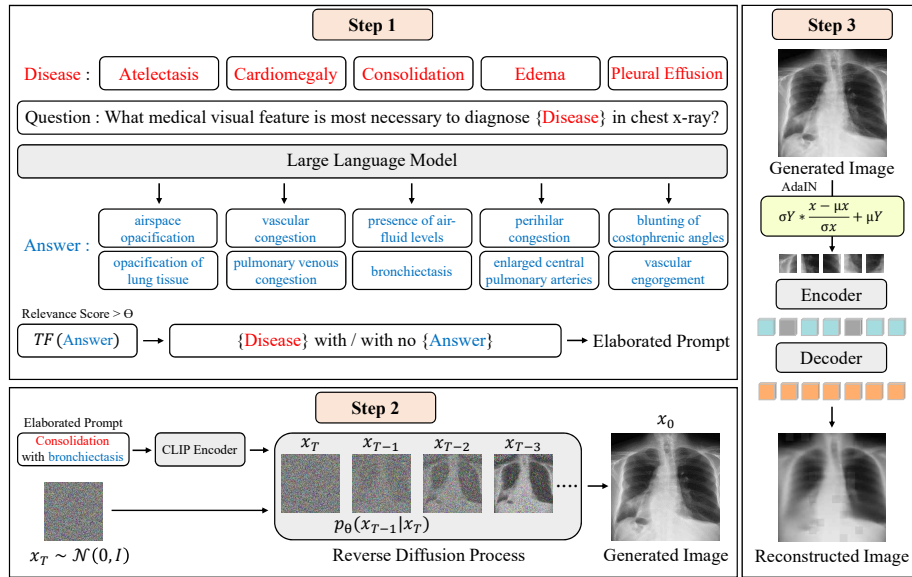 Step 1
Disease : Atelectasis Cardiomegaly Consolidation Edema Pleural Effusion
Question : What medical visual feature is most necessary to diagnose {Disease} in chest x-ray?
Large Language Model
Answer :
airspace opacification
vascular congestion
presence of air-fluid levels
perihilar congestion
blunting of costophrenic angles
opacification of lung tissue
pulmonary venous congestion
bronchiectasis
enlarged central pulmonary arteries
vascular engorgement
Relevance Score > Θ
TF(Answer)
{Disease} with / with no {Answer}
Elaborated Prompt
Step 2
Elaborated Prompt
Consolidation
with bronchiectasis
CLIP Encoder
x_T x_{T−1} x_{T−2} x_{T−3}
....
p_θ(x_{T−1}|x_T)
Reverse Diffusion Process
x_T ~ 𝒩(0, I)
x_0
Generated Image
Step 3
Generated Image
AdaIN
σY * (x − μx)/σx + μY
Encoder
Decoder
Reconstructed Image